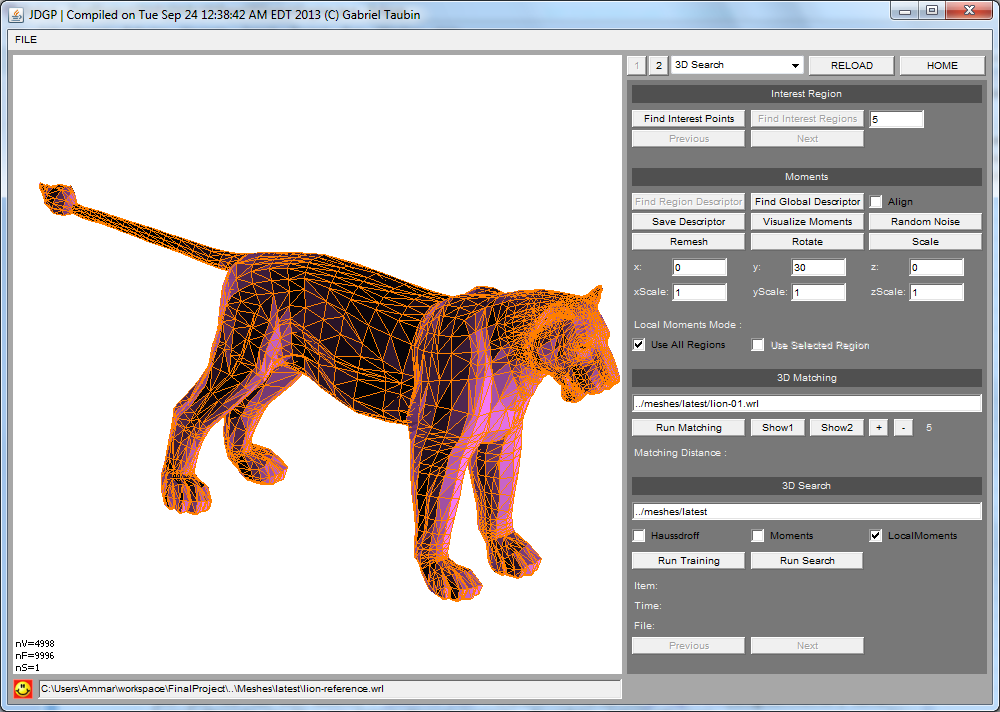 JDGP | Compiled on Tue Sep 24 12:38:42 AM EDT 2013 (C) Gabriel Taubin
FILE
1 2 3D Search RELOAD HOME
Interest Region
Find Interest Points Find Interest Regions 5
Previous Next
Moments
Find Region Descriptor Find Global Descriptor Align
Save Descriptor Visualize Moments Random Noise
Remesh Rotate Scale
x: 0 y: 30 z: 0
xScale: 1 yScale: 1 zScale: 1
Local Moments Mode :
Use All Regions Use Selected Region
3D Matching
../meshes/latest/lion-01.wrl
Run Matching Show1 Show2 + - 5
Matching Distance :
3D Search
../meshes/latest
Haussdroff Moments LocalMoments
Run Training Run Search
Item:
Time:
File:
Previous Next
nV=4998
nF=9996
nS=1
C:\Users\Ammar\workspace\FinalProject\..\Meshes\latest\lion-reference.wrl